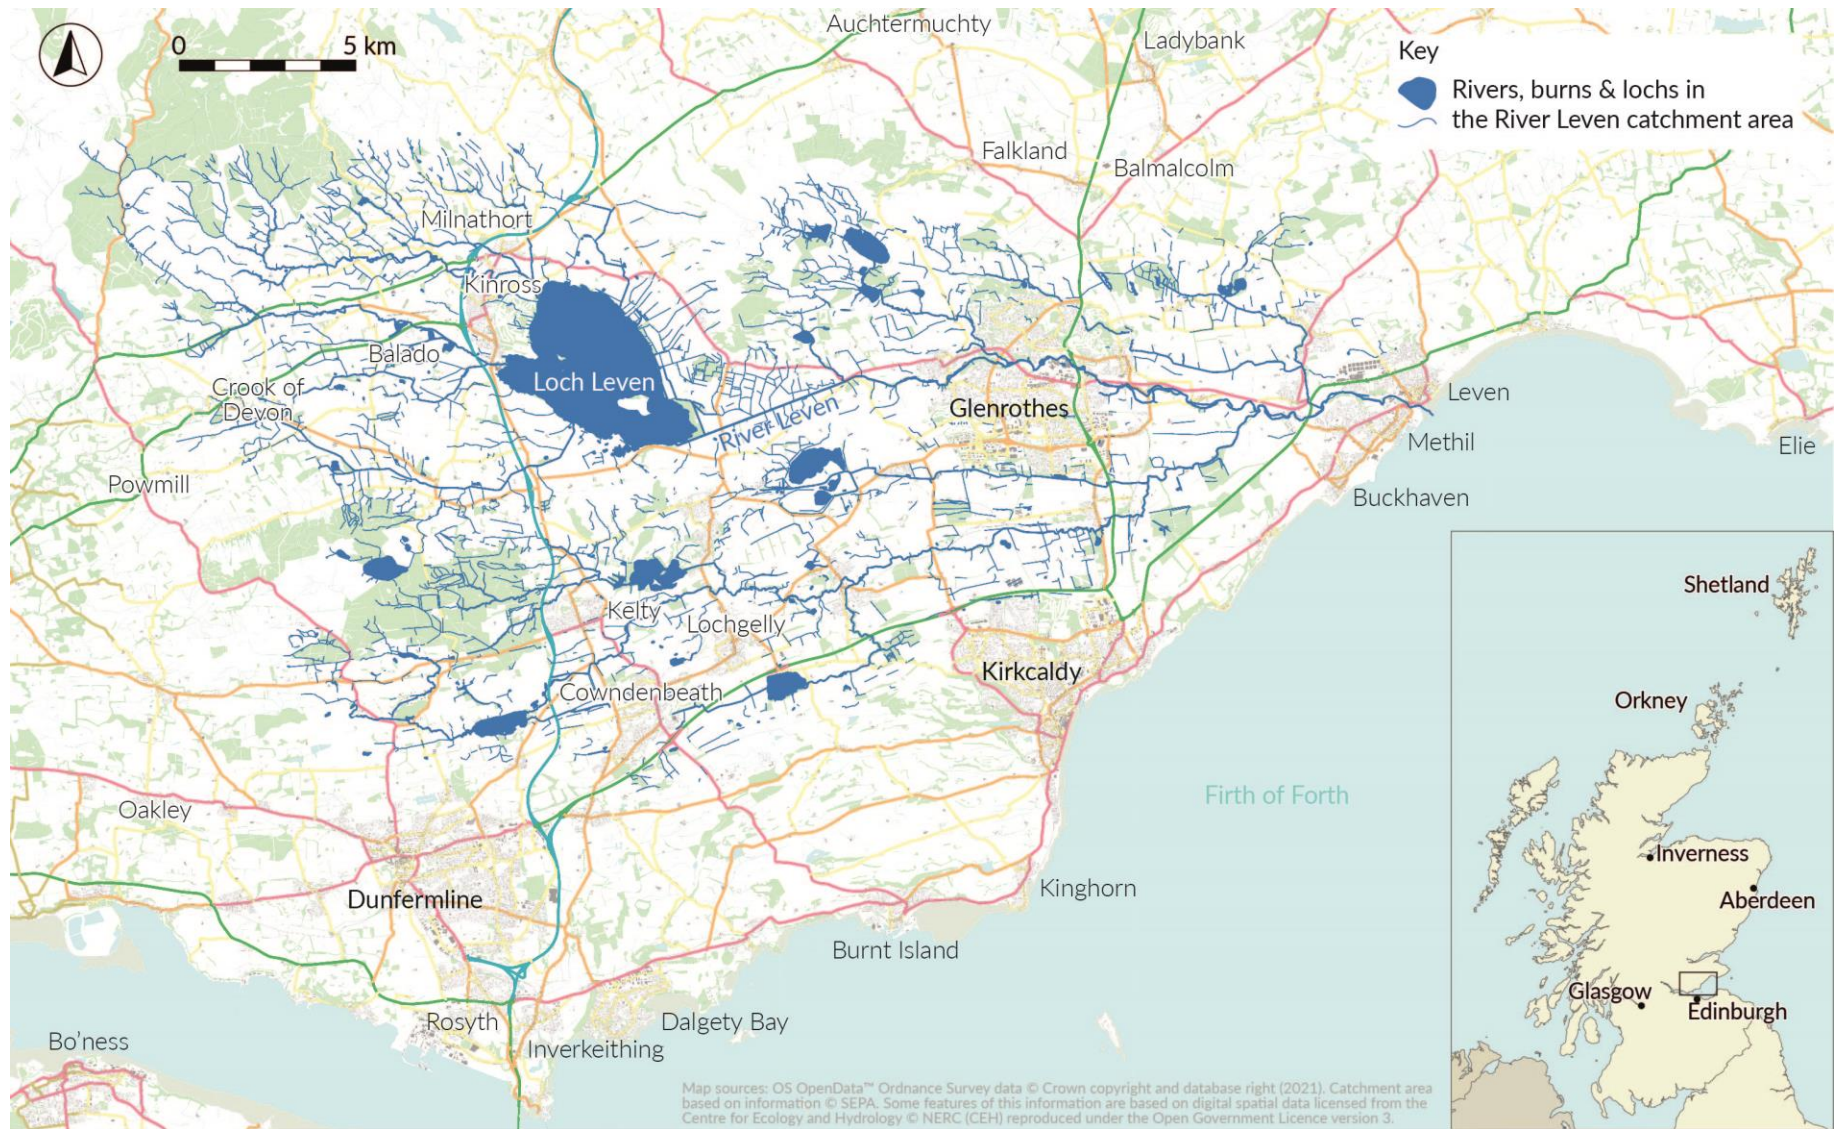 Auchtermuchty
Ladybank
0 5 km
Key
Rivers, burns & lochs in
the River Leven catchment area
Falkland
Balmalcolm
Milnathort
Kinross
Balado
Loch Leven
Crook of
Devon
River Leven
Glenrothes
Leven
Methil
Elie
Powmill
Buckhaven
Kelty
Lochgelly
Kirkcaldy
Cowndenbeath
Oakley
Firth of Forth
Dunfermline
Kinghorn
Burnt Island
Rosyth
Dalgety Bay
Bo'ness
Inverkeithing
Shetland
Orkney
Inverness
Aberdeen
Glasgow
Edinburgh
Map sources: OS OpenData™ Ordnance Survey data © Crown copyright and database right (2021). Catchment area
based on information © SEPA. Some features of this information are based on digital spatial data licensed from the
Centre for Ecology and Hydrology © NERC (CEH) reproduced under the Open Government Licence version 3.